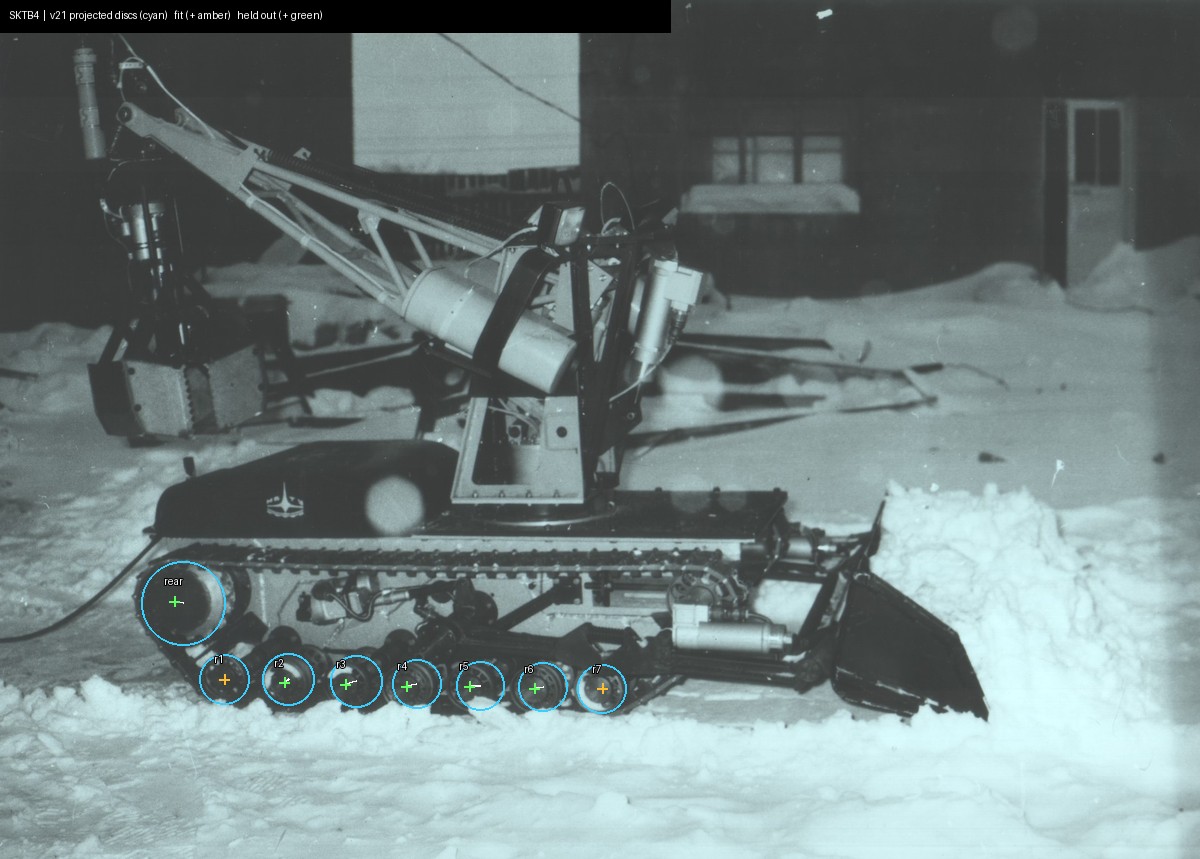 SKTB4 | v21 projected discs (cyan) fit (+ amber) held out (+ green)
rear
r1
r2
r3
r4
r5
r6
r7